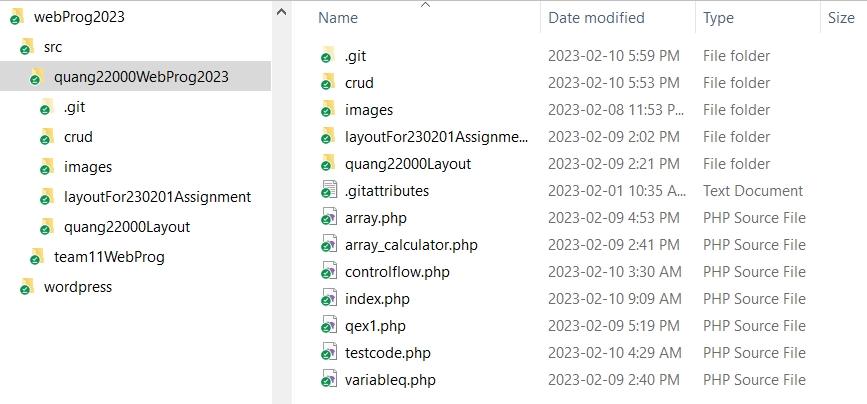 webProg2023
src
quang22000WebProg2023
.git
crud
images
layoutFor230201Assignment
quang22000Layout
team11WebProg
wordpress
Name Date modified Type Size
.git 2023-02-10 5:59 PM File folder
crud 2023-02-10 5:53 PM File folder
images 2023-02-08 11:53 P... File folder
layoutFor230201Assignme... 2023-02-09 2:02 PM File folder
quang22000Layout 2023-02-09 2:21 PM File folder
.gitattributes 2023-02-01 10:35 A... Text Document
array.php 2023-02-09 4:53 PM PHP Source File
array_calculator.php 2023-02-09 2:41 PM PHP Source File
controlflow.php 2023-02-10 3:30 AM PHP Source File
index.php 2023-02-10 9:09 AM PHP Source File
qex1.php 2023-02-09 5:19 PM PHP Source File
testcode.php 2023-02-10 4:29 AM PHP Source File
variableq.php 2023-02-09 2:40 PM PHP Source File